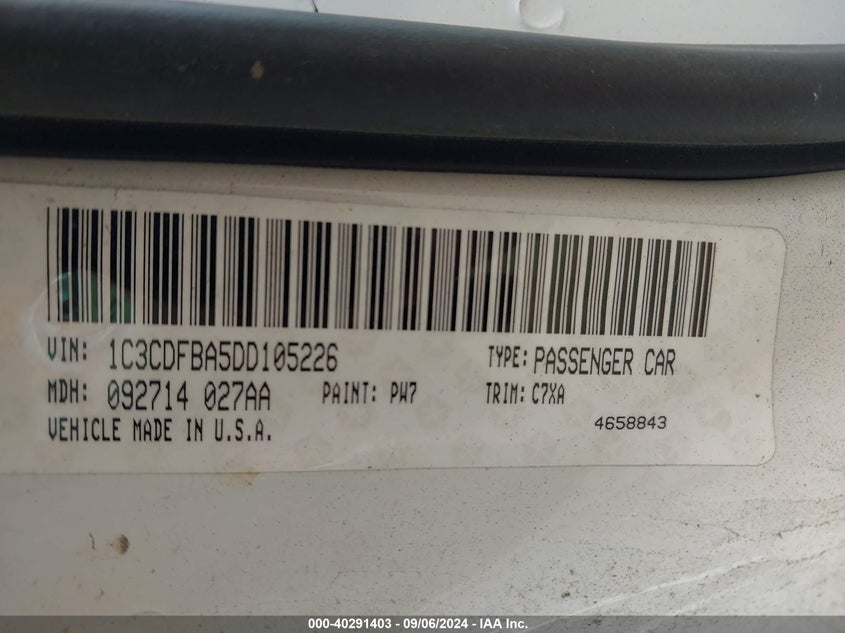 VIN: 1C3CDFBA5DD105226 TYPE: PASSENGER CAR
MDH: 092714 027AA PAINT: PW7 TRIM: C7XA
VEHICLE MADE IN U.S.A. 4658843
000-40291403 - 09/06/2024 - IAA Inc.